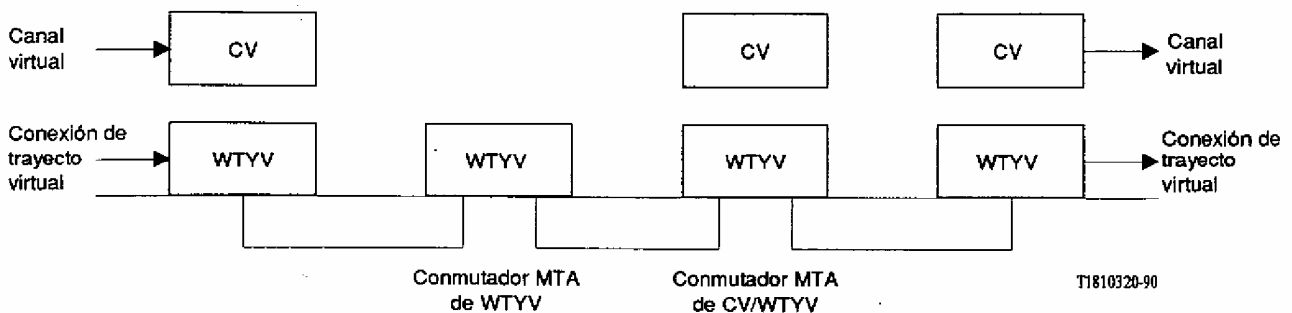 Canal
virtual
CV
CV
CV
Canal
virtual
Conexión de
trayecto
virtual
WTYV
WTYV
WTYV
WTYV
Conexión de
trayecto
virtual
Conmutador MTA
de WTYV
Conmutador MTA
de CV/WTYV
T1810320-90